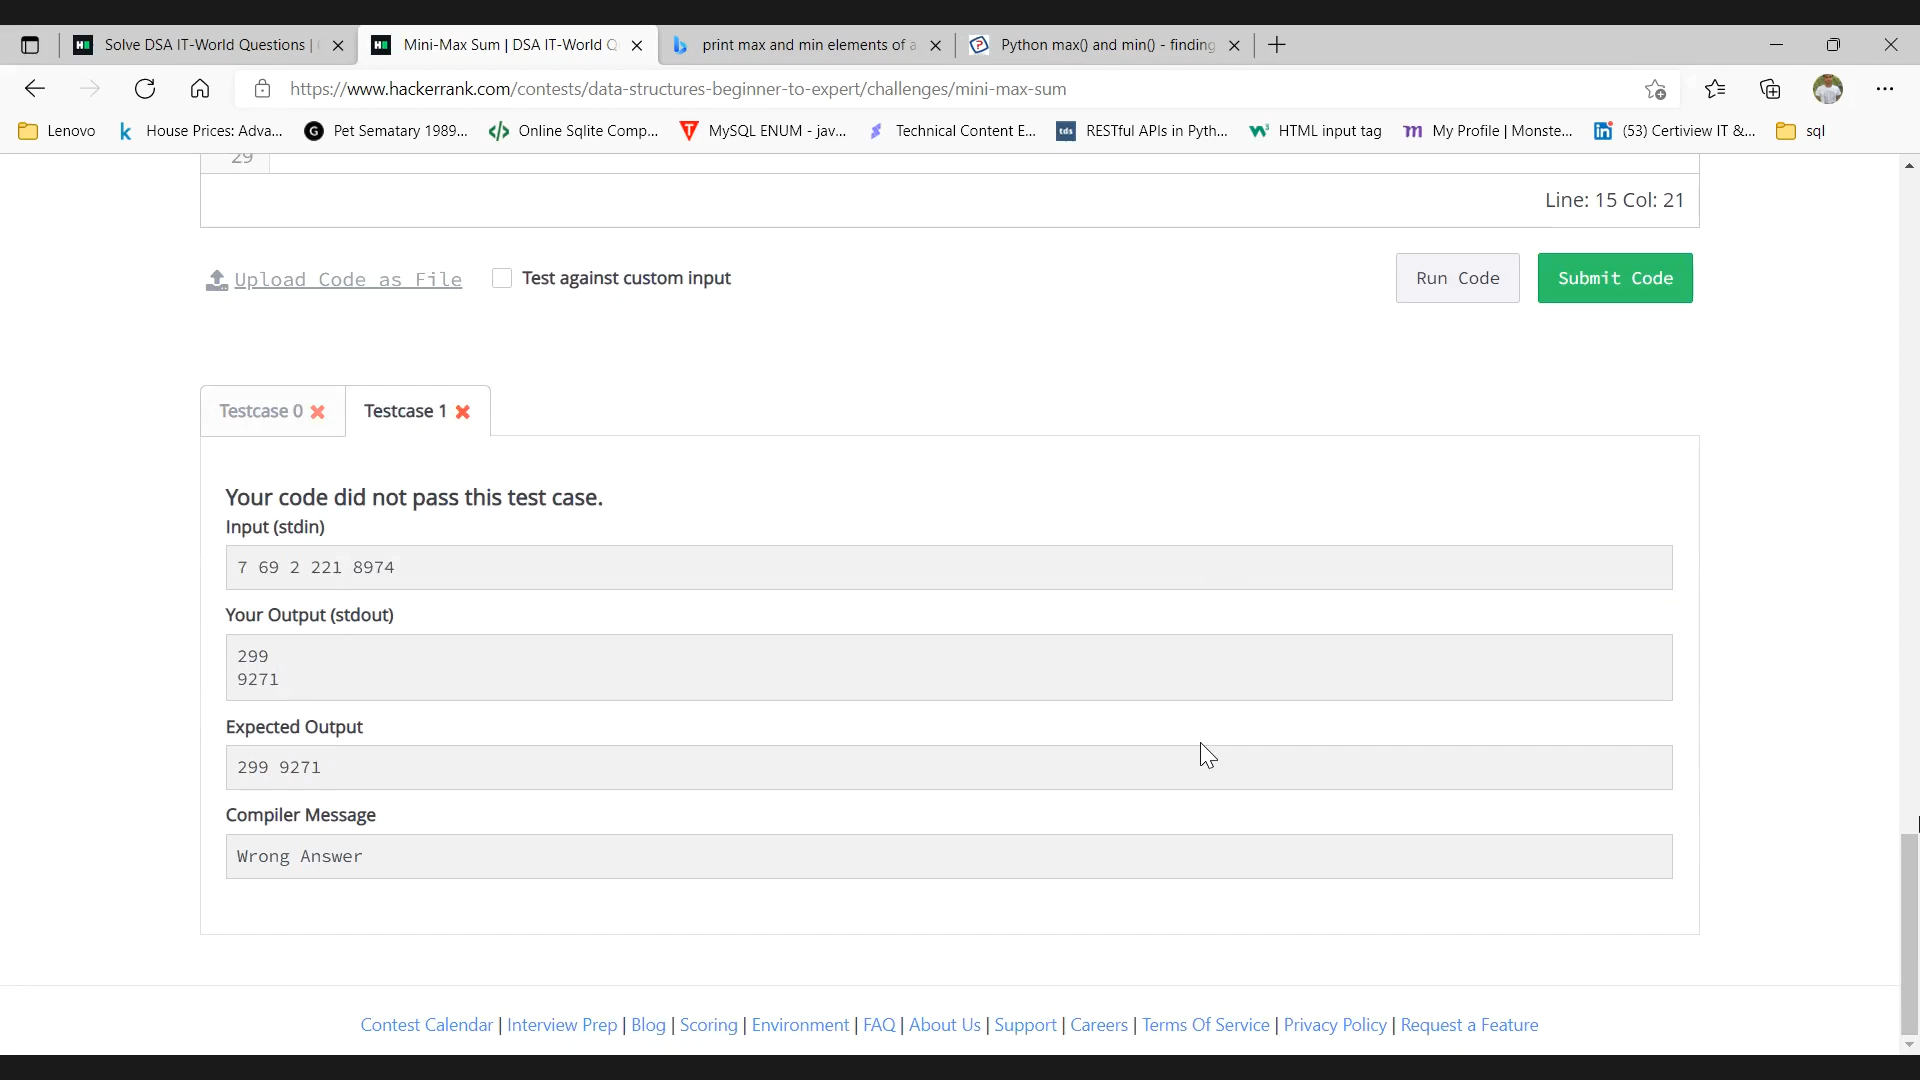 Solve DSA IT-World Questions |
Mini-Max Sum | DSA IT-World Q
print max and min elements of a
Python max() and min() - finding
https://www.hackerrank.com/contests/data-structures-beginner-to-expert/challenges/mini-max-sum
Lenovo
House Prices: Adva...
Pet Sematary 1989...
Online Sqlite Comp...
MySQL ENUM - jav...
Technical Content E...
RESTful APIs in Pyth...
HTML input tag
My Profile | Monste...
(53) Certiview IT &...
sql
29
Line: 15 Col: 21
Upload Code as File
Test against custom input
Run Code
Submit Code
Testcase 0
Testcase 1
Your code did not pass this test case.
Input (stdin)
7 69 2 221 8974
Your Output (stdout)
299
9271
Expected Output
299 9271
Compiler Message
Wrong Answer
Contest Calendar | Interview Prep | Blog | Scoring | Environment | FAQ | About Us | Support | Careers | Terms Of Service | Privacy Policy | Request a Feature